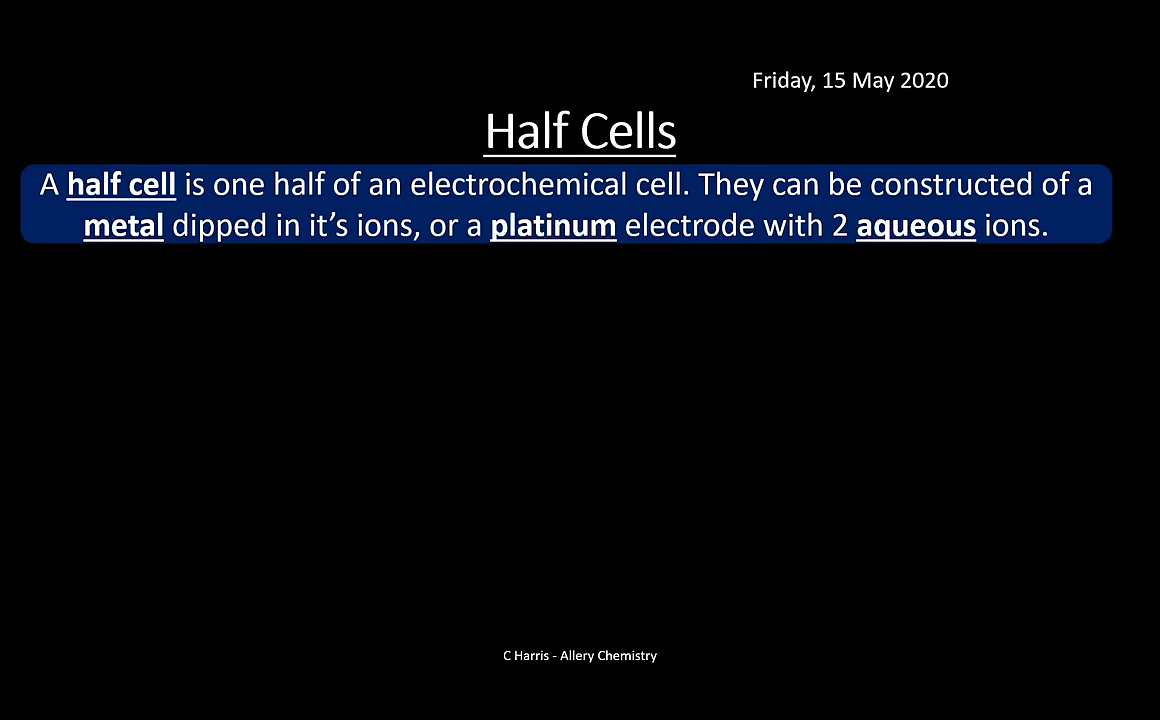 Friday, 15 May 2020
Half Cells
A half cell is one half of an electrochemical cell. They can be constructed of a
metal dipped in it’s ions, or a platinum electrode with 2 aqueous ions.
C Harris - Allery Chemistry